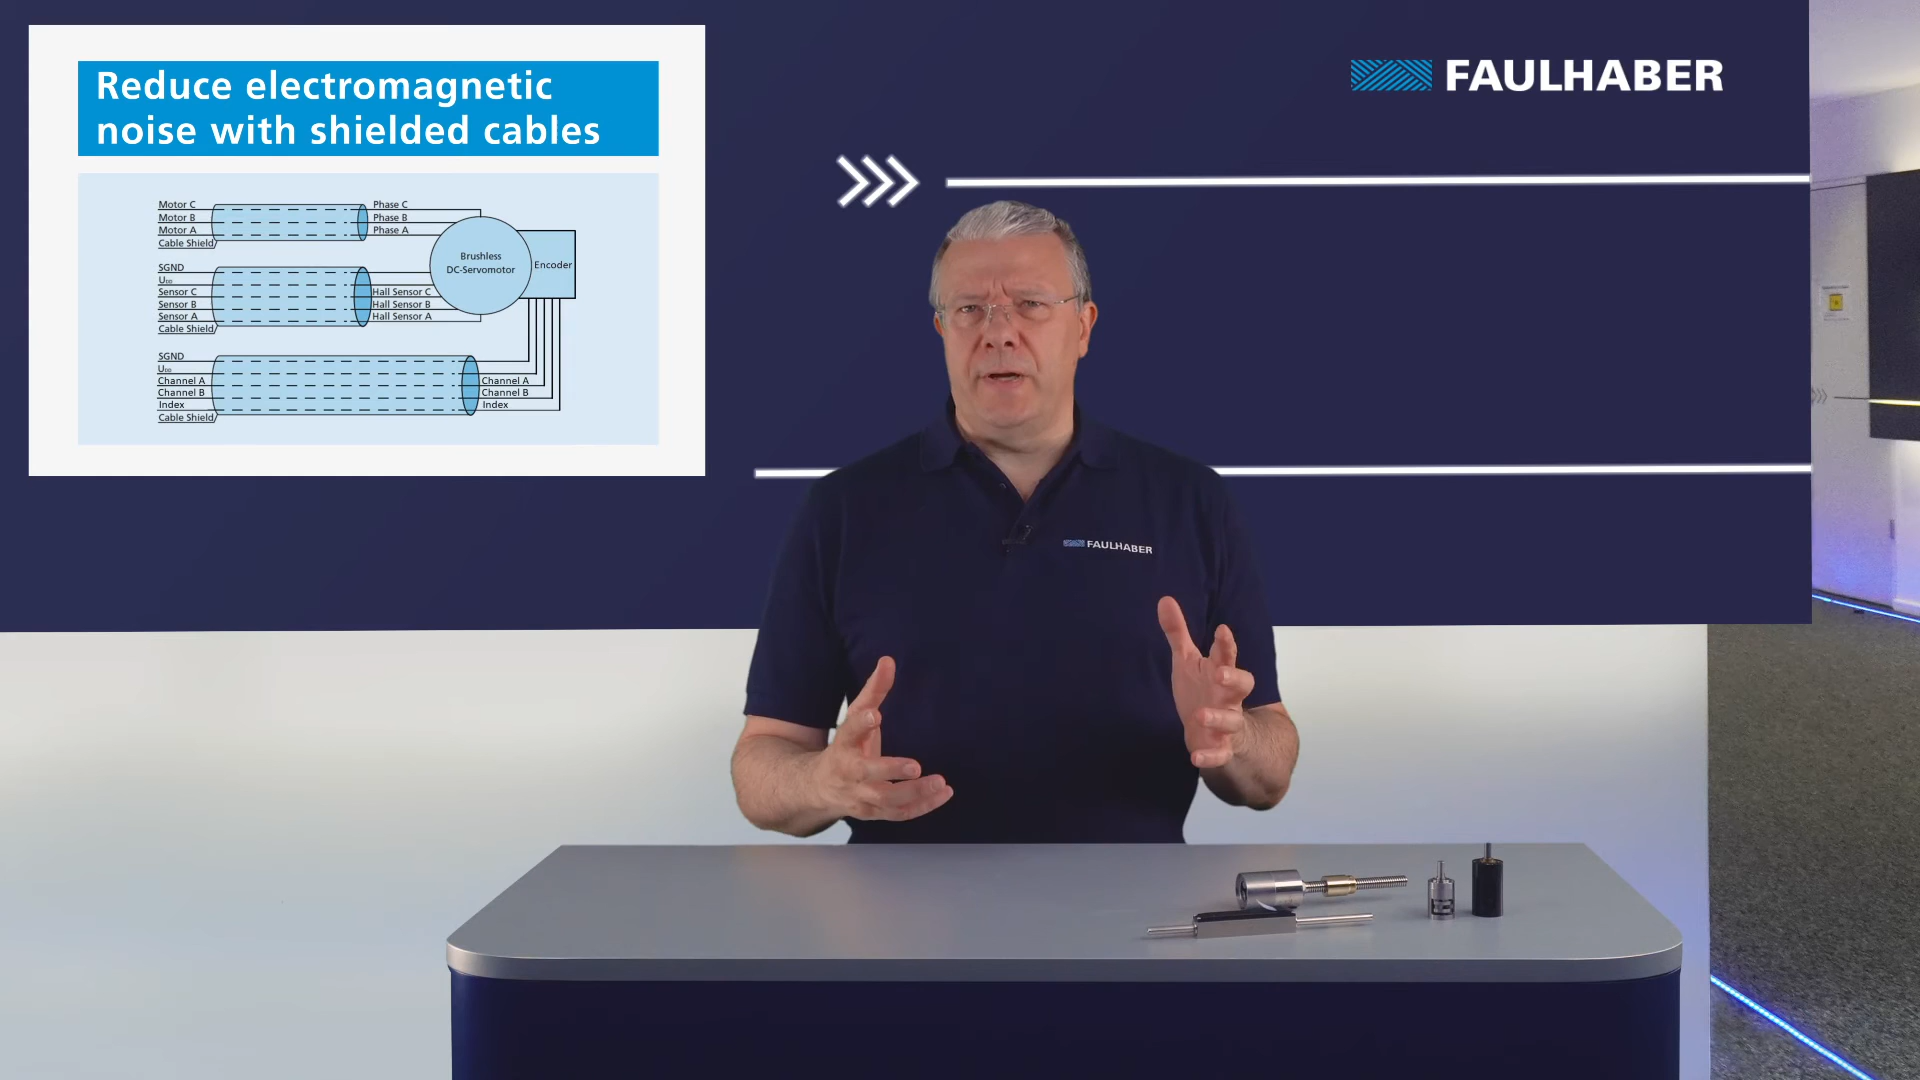 Reduce electromagnetic
noise with shielded cables
FAULHABER
Motor C
Motor B
Motor A
Cable Shield
Phase C
Phase B
Phase A
Brushless
DC-Servomotor
Encoder
SGND
UDD
Sensor C
Sensor B
Sensor A
Cable Shield
Hall Sensor C
Hall Sensor B
Hall Sensor A
SGND
UDD
Channel A
Channel B
Index
Cable Shield
Channel A
Channel B
Index
FAULHABER